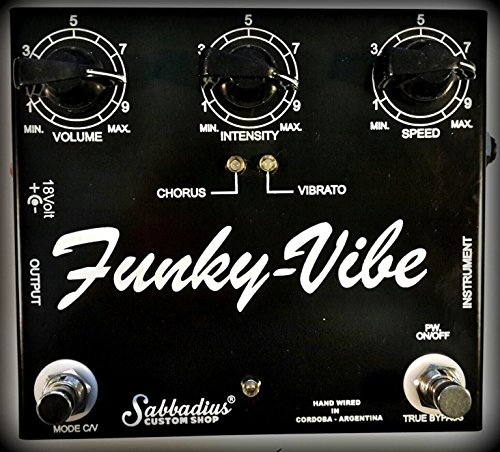 5
3 7
1 9
MIN. MAX.
VOLUME
5
3 7
1 9
MIN. MAX.
INTENSITY
5
3 7
1 9
MIN. MAX.
SPEED
CHORUS
VIBRATO
18Volt
+ -
OUTPUT
Funky-Vibe
INSTRUMENT
PW.
ON/OFF
MODE C/V
Sabbadius®
CUSTOM SHOP
HAND WIRED
IN
CORDOBA - ARGENTINA
TRUE BYPASS